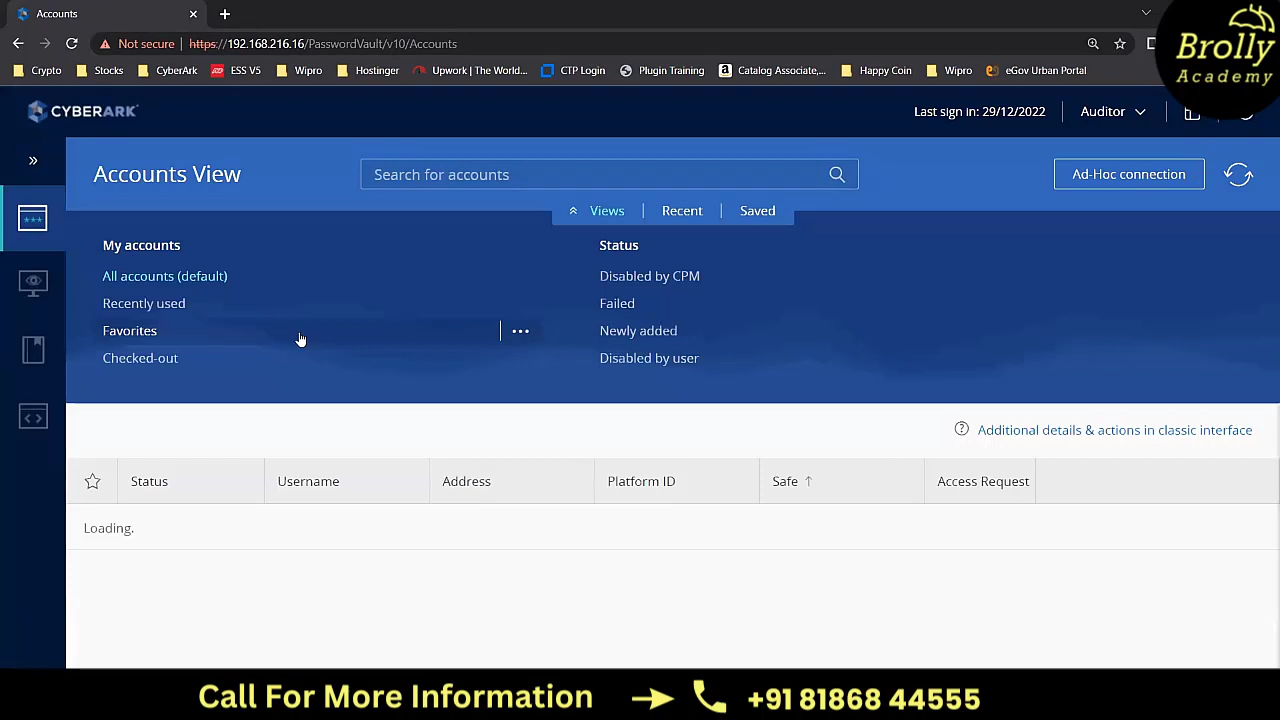 Accounts
Not secure | https://192.168.216.16/PasswordVault/v10/Accounts
Crypto Stocks CyberArk ESS V5 Wipro Hostinger Upwork | The World... CTP Login Plugin Training Catalog Associate,... Happy Coin Wipro eGov Urban Portal
Brolly
Academy
CYBERARK
Last sign in: 29/12/2022 Auditor
Accounts View Search for accounts Ad-Hoc connection
Views Recent Saved
My accounts Status
All accounts (default) Disabled by CPM
Recently used Failed
Favorites ... Newly added
Checked-out Disabled by user
Additional details & actions in classic interface
Status Username Address Platform ID Safe ↑ Access Request
Loading.
Call For More Information → +91 81868 44555